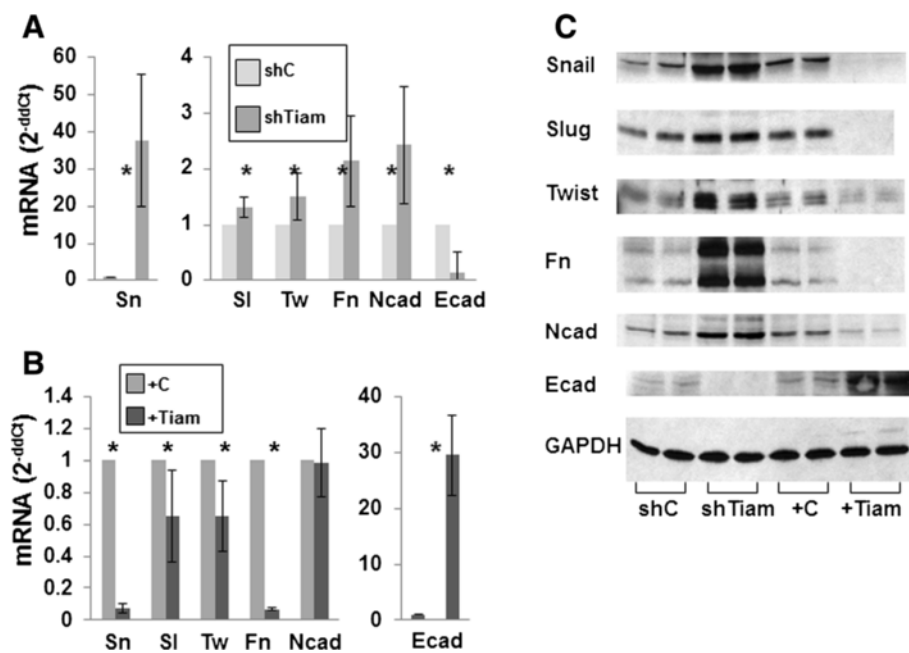 A
mRNA (2-ddCt)
60
50
40
30
20
10
0
*
Sn
4
3
2
1
0
shC
shTiam
* * * * *
Sl Tw Fn Ncad Ecad
B
mRNA (2-ddCt)
1.4
1.2
1
0.8
0.6
0.4
0.2
0
+C
+Tiam
* * * *
Sn Sl Tw Fn Ncad
40
30
20
10
0
*
Ecad
C
Snail
Slug
Twist
Fn
Ncad
Ecad
GAPDH
shC shTiam +C +Tiam